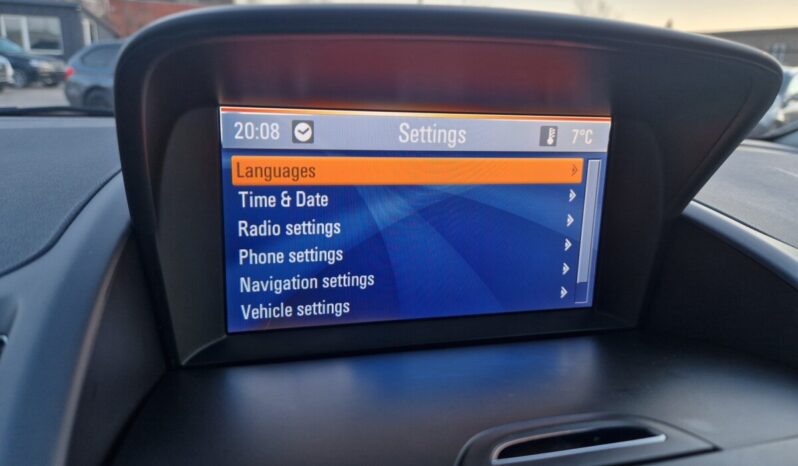 20:08 Settings 7°C
Languages
Time & Date
Radio settings
Phone settings
Navigation settings
Vehicle settings